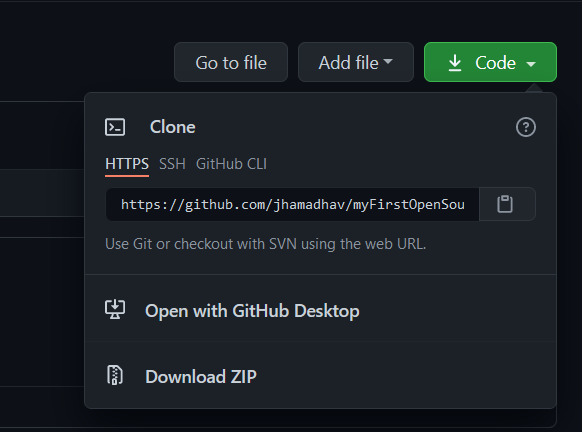 Go to file Add file Code
Clone
HTTPS SSH GitHub CLI
https://github.com/jhamadhav/myFirstOpenSou
Use Git or checkout with SVN using the web URL.
Open with GitHub Desktop
Download ZIP